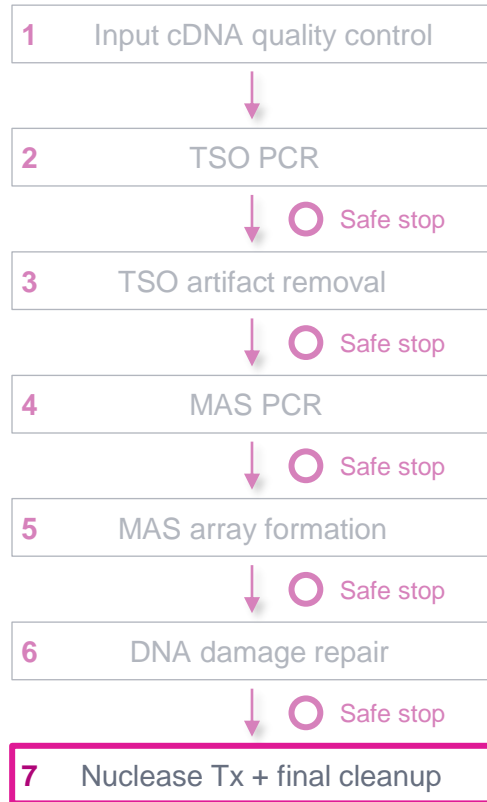 1 Input cDNA quality control
2 TSO PCR
Safe stop
3 TSO artifact removal
Safe stop
4 MAS PCR
Safe stop
5 MAS array formation
Safe stop
6 DNA damage repair
Safe stop
7 Nuclease Tx + final cleanup